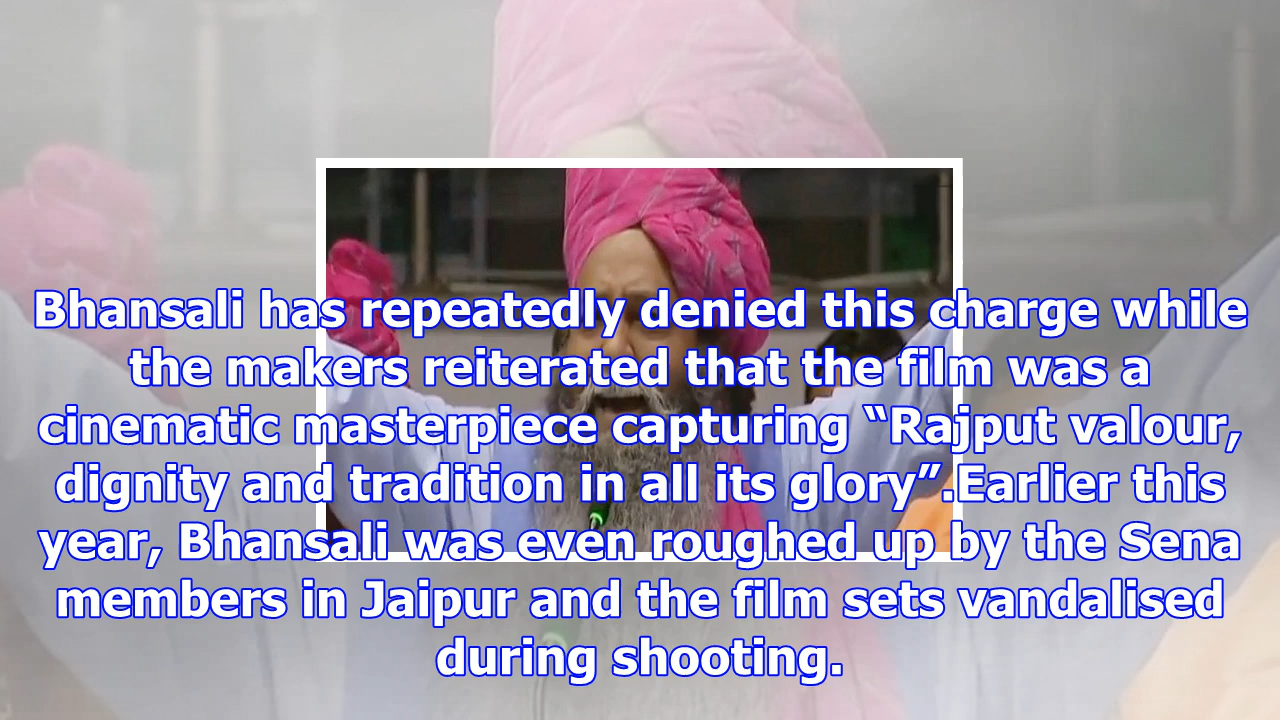 Bhansali has repeatedly denied this charge while
the makers reiterated that the film was a
cinematic masterpiece capturing “Rajput valour,
dignity and tradition in all its glory”.Earlier this
year, Bhansali was even roughed up by the Sena
members in Jaipur and the film sets vandalised
during shooting.